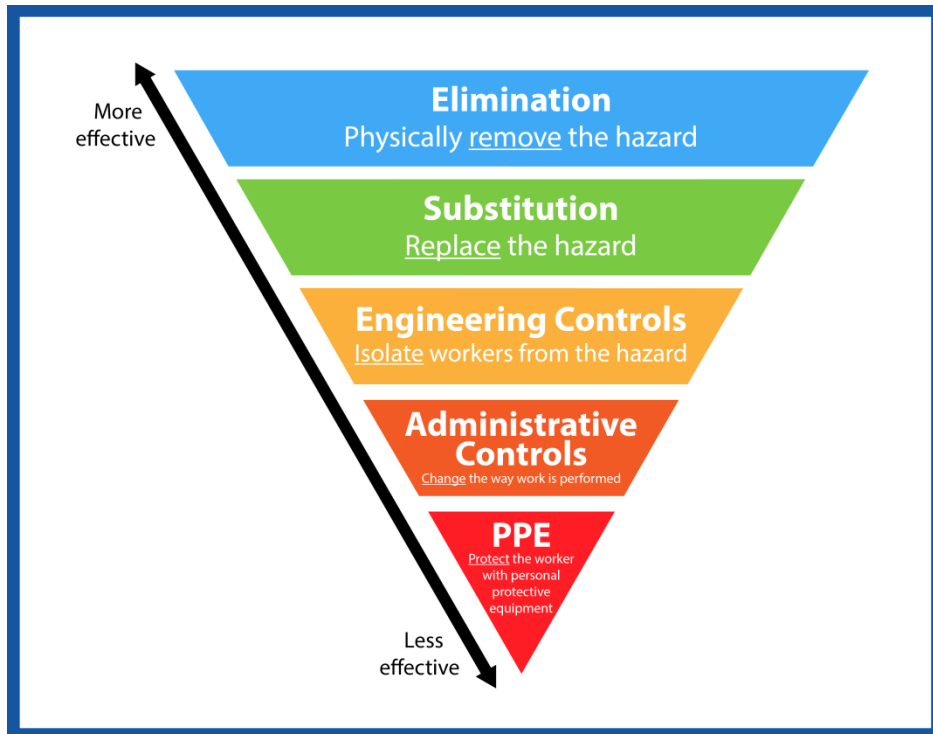 More
effective
Elimination
Physically remove the hazard
Substitution
Replace the hazard
Engineering Controls
Isolate workers from the hazard
Administrative
Controls
Change the way work is performed
PPE
Protect the worker
with personal
protective
equipment
Less
effective